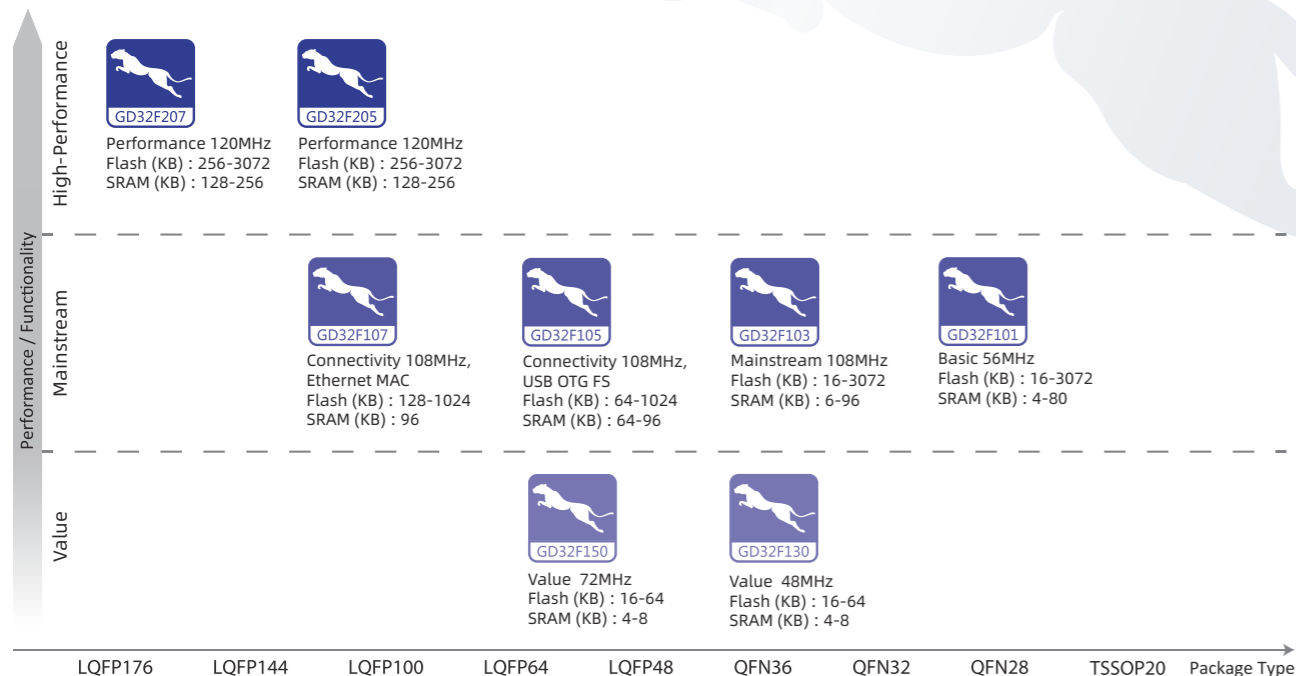 Performance / Functionality
High-Performance
GD32F207
Performance 120MHz
Flash (KB) : 256-3072
SRAM (KB) : 128-256
GD32F205
Performance 120MHz
Flash (KB) : 256-3072
SRAM (KB) : 128-256
Mainstream
GD32F107
Connectivity 108MHz,
Ethernet MAC
Flash (KB) : 128-1024
SRAM (KB) : 96
GD32F105
Connectivity 108MHz,
USB OTG FS
Flash (KB) : 64-1024
SRAM (KB) : 64-96
GD32F103
Mainstream 108MHz
Flash (KB) : 16-3072
SRAM (KB) : 6-96
GD32F101
Basic 56MHz
Flash (KB) : 16-3072
SRAM (KB) : 4-80
Value
GD32F150
Value 72MHz
Flash (KB) : 16-64
SRAM (KB) : 4-8
GD32F130
Value 48MHz
Flash (KB) : 16-64
SRAM (KB) : 4-8
LQFP176 LQFP144 LQFP100 LQFP64 LQFP48 QFN36 QFN32 QFN28 TSSOP20 Package Type